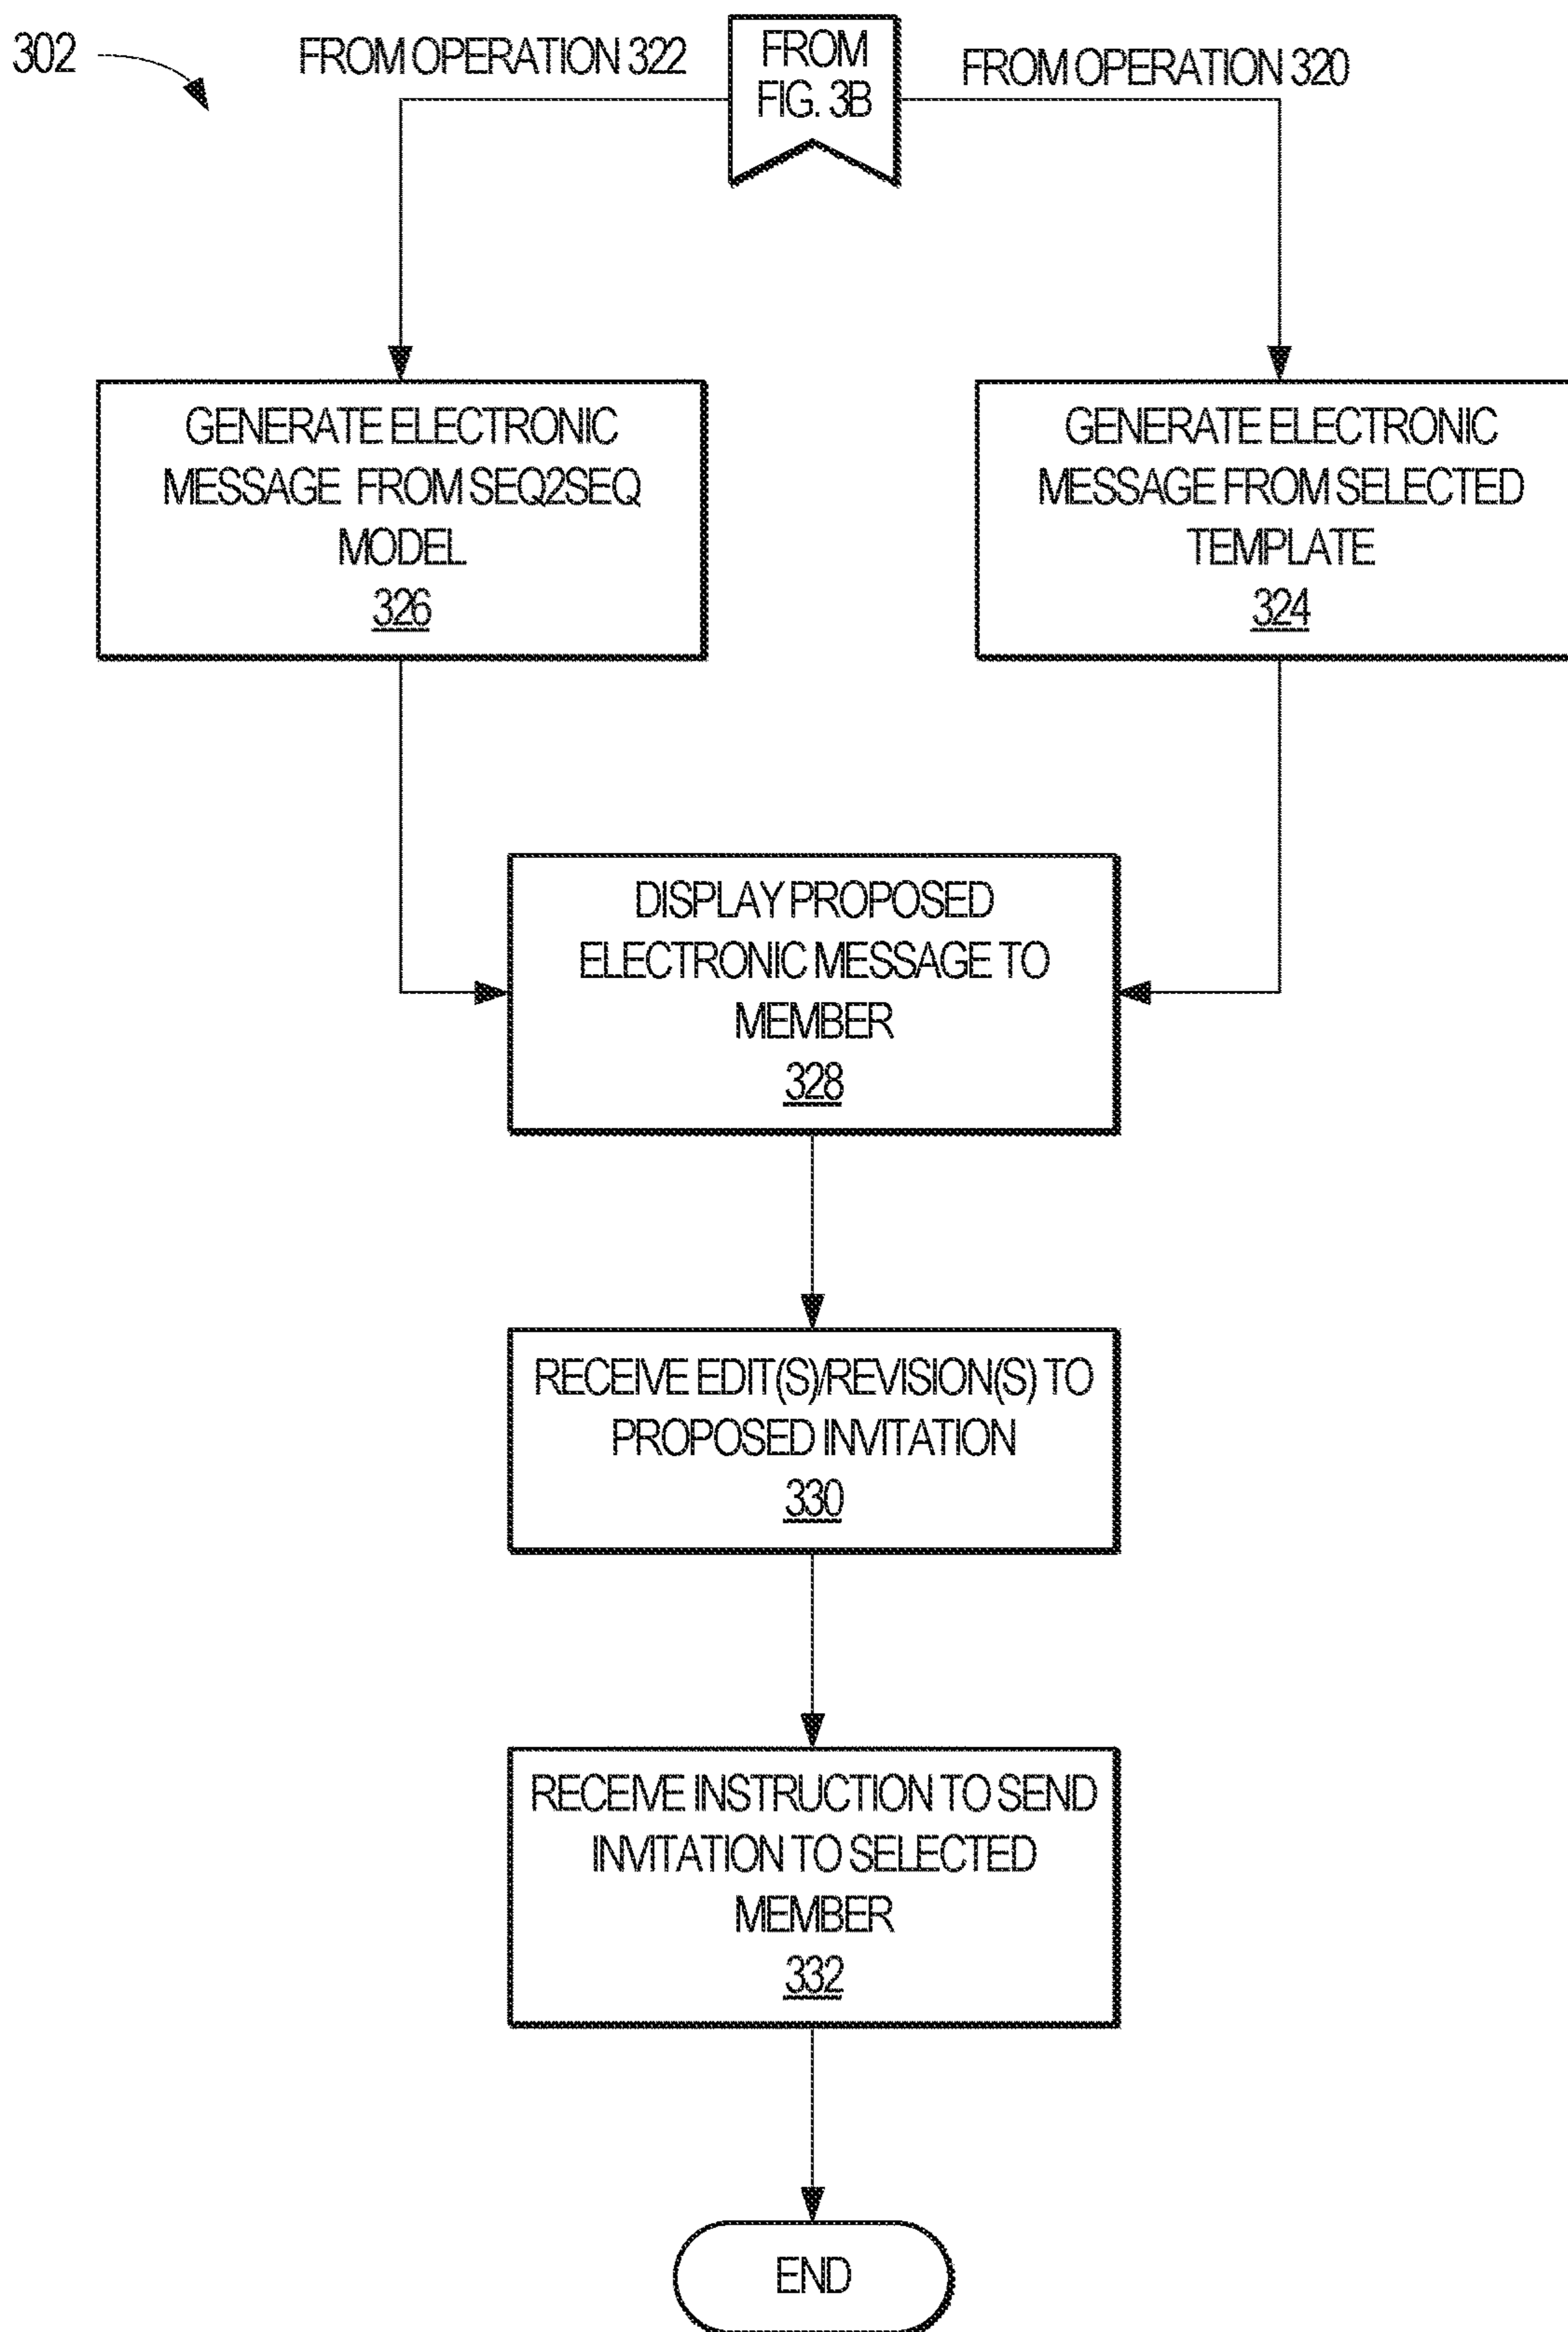 302
FROM OPERATION 322
FROM
FIG. 3B
FROM OPERATION 320
GENERATE ELECTRONIC
MESSAGE FROM SEQ2SEQ
MODEL
326
GENERATE ELECTRONIC
MESSAGE FROM SELECTED
TEMPLATE
324
DISPLAY PROPOSED
ELECTRONIC MESSAGE TO
MEMBER
328
RECEIVE EDIT(S)/REVISION(S) TO
PROPOSED INVITATION
330
RECEIVE INSTRUCTION TO SEND
INVITATION TO SELECTED
MEMBER
332
END